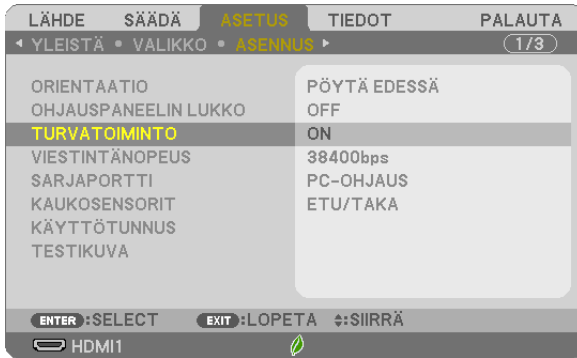 LÄHDE SÄÄDÄ ASETUS TIEDOT PALAUTA
YLEISTÄ • VALIKKO • ASENNUS 1/3
ORIENTAATIO PÖYTÄ EDESSÄ
OHJAUSPANEELIN LUKKO OFF
TURVATOIMINTO ON
VIESTINTÄNOPEUS 38400bps
SARJAPORTTI PC-OHJAUS
KAUKOSENSORIT ETU/TAKA
KÄYTTÖTUNNUS
TESTIKUVA
ENTER :SELECT EXIT :LOPETA :SIIRRÄ
HDMI1